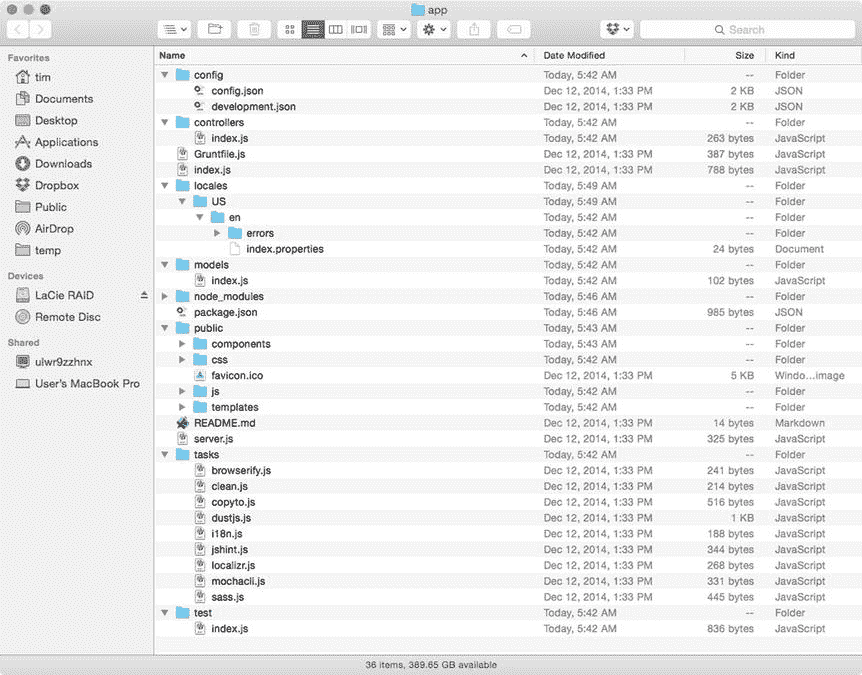 app
Search
Favorites
tim
Documents
Desktop
Applications
Downloads
Dropbox
Public
AirDrop
temp
Devices
LaCie RAID
Remote Disc
Shared
ulwr9zzhnx
User's MacBook Pro
Name Date Modified Size Kind
config Today, 5:42 AM -- Folder
config.json Dec 12, 2014, 1:33 PM 2 KB JSON
development.json Dec 12, 2014, 1:33 PM 2 KB JSON
controllers Today, 5:42 AM -- Folder
index.js Today, 5:42 AM 263 bytes JavaScript
Gruntfile.js Dec 12, 2014, 1:33 PM 387 bytes JavaScript
index.js Dec 12, 2014, 1:33 PM 788 bytes JavaScript
locales Today, 5:49 AM -- Folder
US Today, 5:49 AM -- Folder
en Today, 5:42 AM -- Folder
errors Today, 5:42 AM -- Folder
index.properties Today, 5:42 AM 24 bytes Document
models Today, 5:42 AM -- Folder
index.js Today, 5:42 AM 102 bytes JavaScript
node_modules Today, 5:46 AM -- Folder
package.json Today, 5:46 AM 985 bytes JSON
public Today, 5:43 AM -- Folder
components Today, 5:43 AM -- Folder
css Today, 5:42 AM -- Folder
favicon.ico Dec 12, 2014, 1:33 PM 5 KB Windo...image
js Today, 5:42 AM -- Folder
templates Today, 5:42 AM -- Folder
README.md Dec 12, 2014, 1:33 PM 14 bytes Markdown
server.js Dec 12, 2014, 1:33 PM 325 bytes JavaScript
tasks Today, 5:42 AM -- Folder
browserify.js Dec 12, 2014, 1:33 PM 241 bytes JavaScript
clean.js Dec 12, 2014, 1:33 PM 214 bytes JavaScript
copyto.js Dec 12, 2014, 1:33 PM 516 bytes JavaScript
dustjs.js Dec 12, 2014, 1:33 PM 1 KB JavaScript
i18n.js Dec 12, 2014, 1:33 PM 188 bytes JavaScript
jshint.js Dec 12, 2014, 1:33 PM 344 bytes JavaScript
localizr.js Dec 12, 2014, 1:33 PM 268 bytes JavaScript
mochacli.js Dec 12, 2014, 1:33 PM 331 bytes JavaScript
sass.js Dec 12, 2014, 1:33 PM 445 bytes JavaScript
test Today, 5:42 AM -- Folder
index.js Today, 5:42 AM 836 bytes JavaScript
36 items, 389.65 GB available